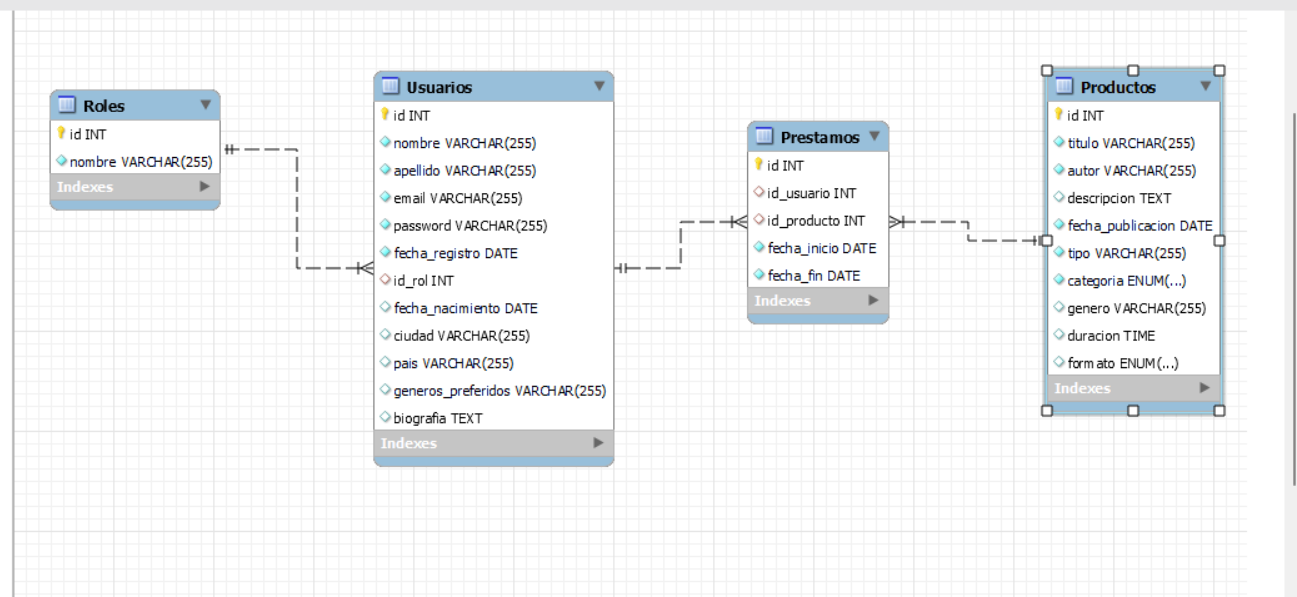 Roles
id INT
nombre VARCHAR(255)
Indexes
Usuarios
id INT
nombre VARCHAR(255)
apellido VARCHAR(255)
email VARCHAR(255)
password VARCHAR(255)
fecha_registro DATE
id_rol INT
fecha_nacimiento DATE
ciudad VARCHAR(255)
pais VARCHAR(255)
generos_preferidos VARCHAR(255)
biografia TEXT
Indexes
Prestamos
id INT
id_usuario INT
id_producto INT
fecha_inicio DATE
fecha_fin DATE
Indexes
Productos
id INT
titulo VARCHAR(255)
autor VARCHAR(255)
descripcion TEXT
fecha_publicacion DATE
tipo VARCHAR(255)
categoria ENUM(...)
genero VARCHAR(255)
duracion TIME
formato ENUM(...)
Indexes